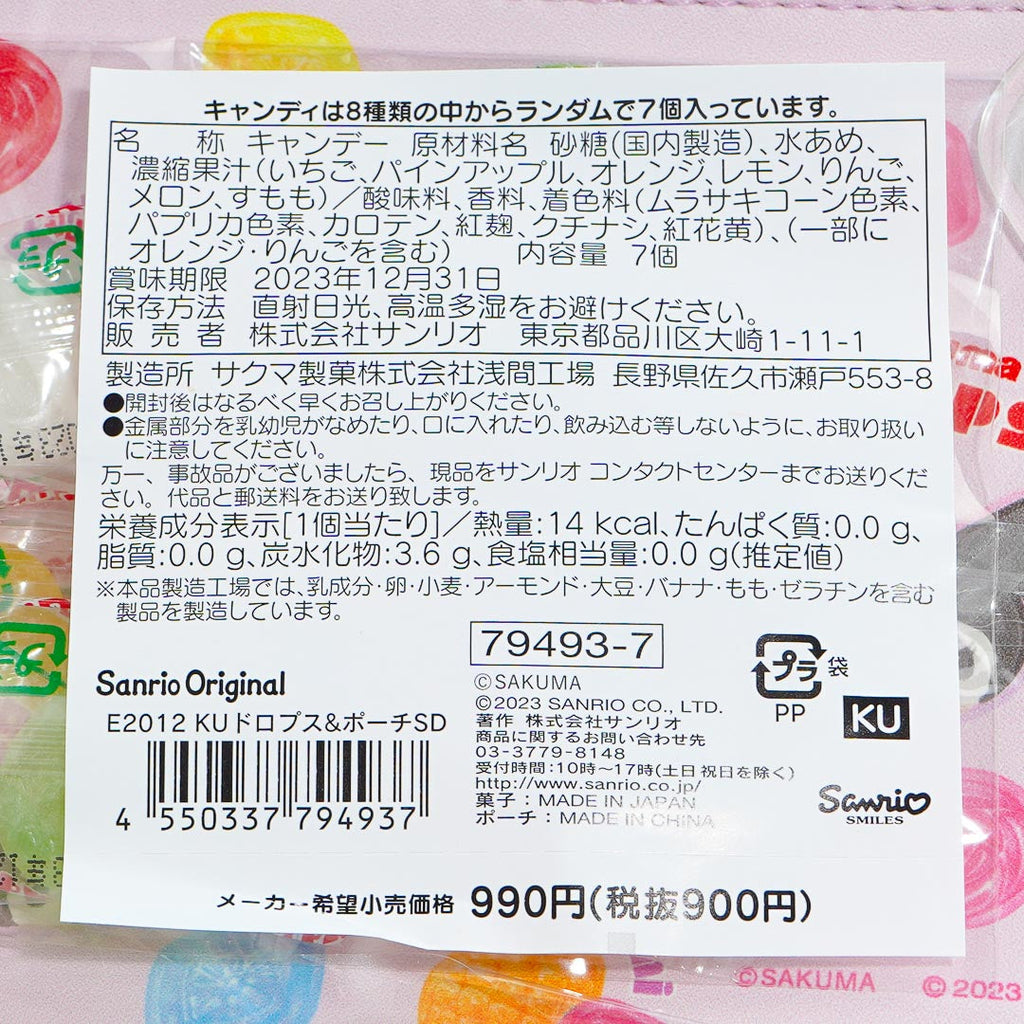 キャンディは8種類の中からランダムで7個入っています。
名　称 キャンデー 原材料名 砂糖(国内製造)、水あめ、
濃縮果汁(いちご、パインアップル、オレンジ、レモン、りんご、
メロン、すもも)／酸味料、香料、着色料(ムラサキコーン色素、
パプリカ色素、カロテン、紅麹、クチナシ、紅花黄)、(一部に
オレンジ・りんごを含む)　内容量 7個
賞味期限 2023年12月31日
保存方法 直射日光、高温多湿をお避けください。
販売者 株式会社サンリオ 東京都品川区大崎1-11-1
製造所 サクマ製菓株式会社浅間工場 長野県佐久市瀬戸553-8
●開封後はなるべく早くお召し上がりください。
●金属部分を乳幼児がなめたり、口に入れたり、飲み込む等しないように、お取り扱い
に注意してください。
万一、事故品がございましたら、現品をサンリオ コンタクトセンターまでお送りくだ
さい。代品と郵送料をお送り致します。
栄養成分表示[1個当たり]／熱量:14 kcal、たんぱく質:0.0 g、
脂質:0.0 g、炭水化物:3.6 g、食塩相当量:0.0 g(推定値)
※本品製造工場では、乳成分・卵・小麦・アーモンド・大豆・バナナ・もも・ゼラチンを含む
製品を製造しています。
79493-7
プラ 袋
PP
KU
Sanrio Original
E2012 KUドロプス&ポーチSD
4 550337 794937
©SAKUMA
©2023 SANRIO CO., LTD.
著作 株式会社サンリオ
商品に関するお問い合わせ先
03-3779-8148
受付時間:10時～17時(土日祝日を除く)
http://www.sanrio.co.jp/
菓子：MADE IN JAPAN
ポーチ：MADE IN CHINA
Sanrio
SMILES
メーカー希望小売価格 990円(税抜900円)
©SAKUMA ©2023